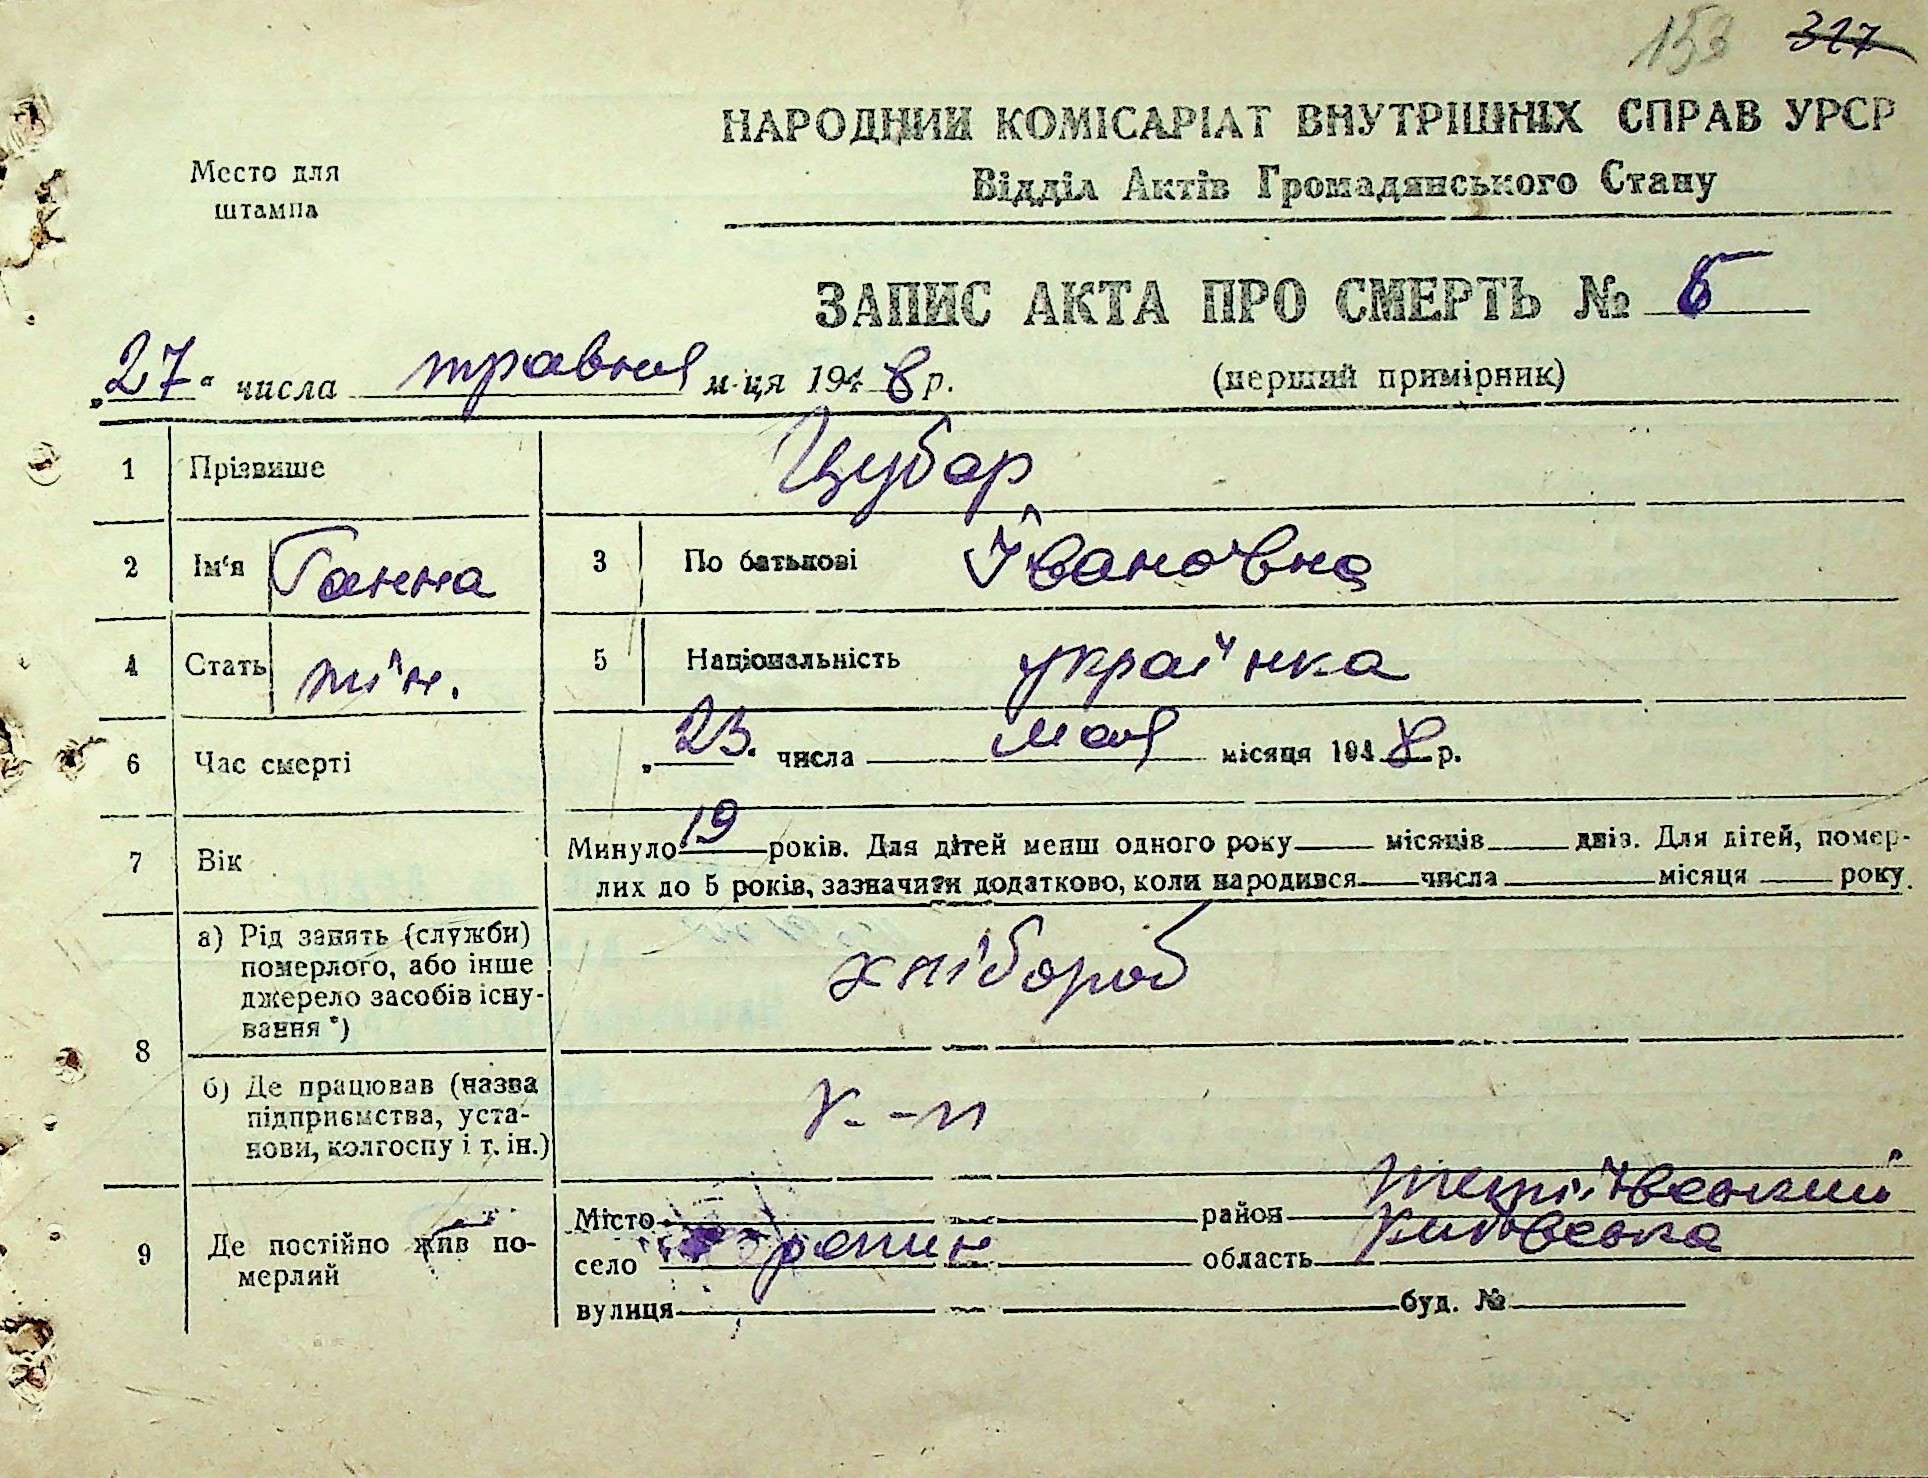 153 317
НАРОДНИЙ КОМІСАРІАТ ВНУТРІШНІХ СПРАВ УРСР
Место для
штампа
Відділ Актів Громадянського Стану
ЗАПИС АКТА ПРО СМЕРТЬ № 6
„27“ числа травня м-ця 1948 р.
(перший примірник)
1 Прізвище Цубар
2 Ім'я Ганна 3 По батькові Івановна
4 Стать жін. 5 Національність українка
6 Час смерті „23“ числа мая місяця 1948 р.
7 Вік Минуло 19 років. Для дітей менш одного року місяців дніз. Для дітей, помер-
лих до 5 років, зазначити додатково, коли народився числа місяця року.
8 а) Рід занять (служби)
померлого, або інше
джерело засобів існу-
вання *)
хлібороб
б) Де працював (назва
підприємства, уста-
нови, колгоспу і т. ін.)
к-п
9 Де постійно жив по-
мерлий
Місто район Тетіївський
село область Київська
вулиця буд. №